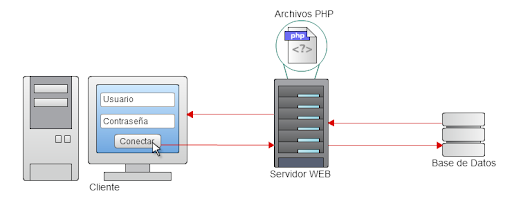 Archivos PHP
php
<?>
Usuario
Contraseña
Conectar
Cliente
Servidor WEB
Base de Datos